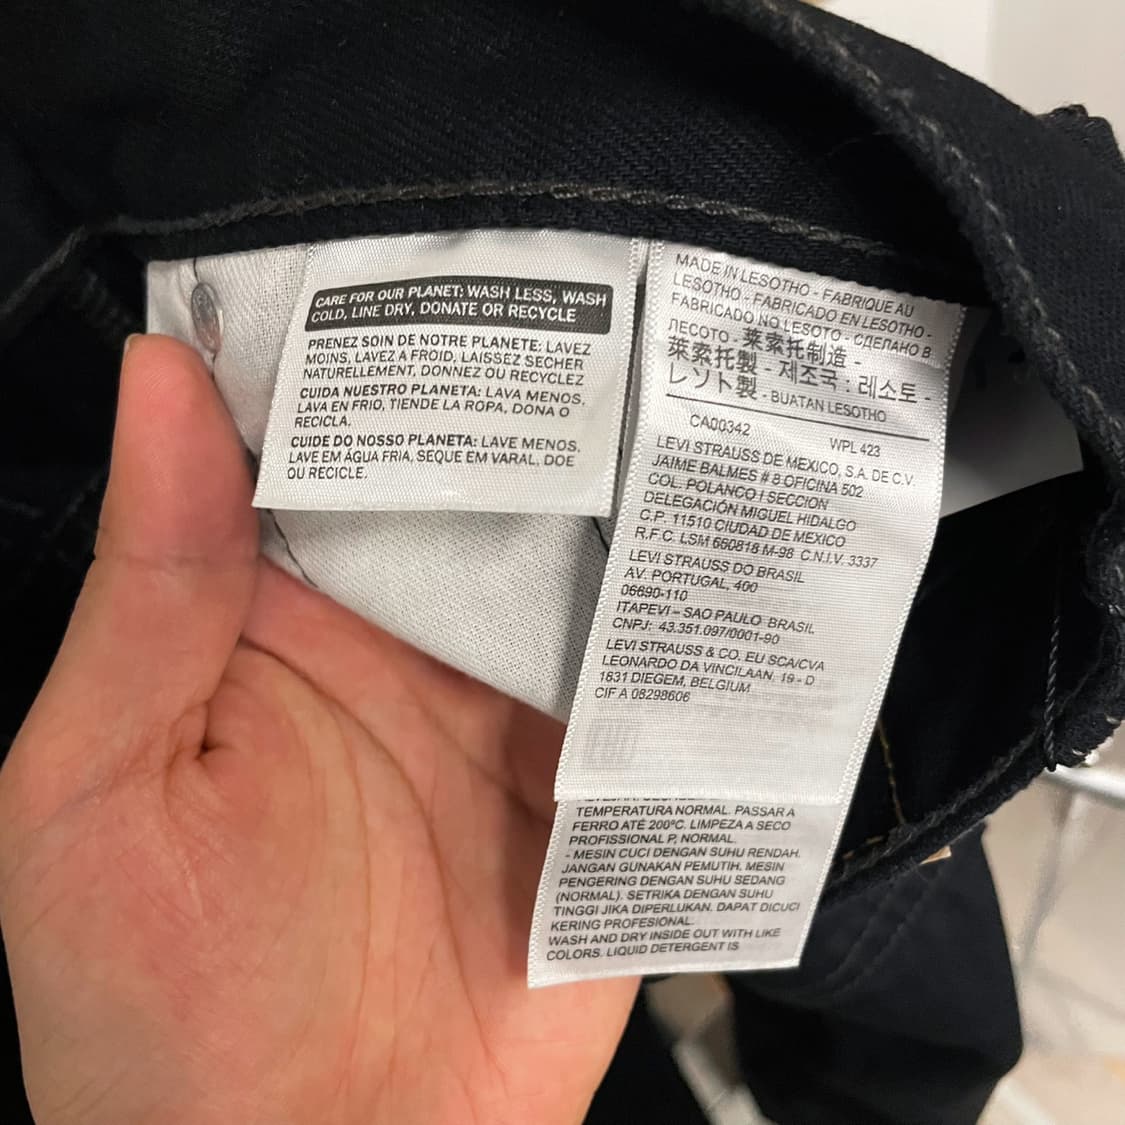 CARE FOR OUR PLANET: WASH LESS, WASH
COLD, LINE DRY, DONATE OR RECYCLE
PRENEZ SOIN DE NOTRE PLANETE: LAVEZ
MOINS, LAVEZ A FROID, LAISSEZ SECHER
NATURELLEMENT, DONNEZ OU RECYCLEZ
CUIDA NUESTRO PLANETA: LAVA MENOS,
LAVA EN FRIO, TIENDE LA ROPA, DONA O
RECICLA.
CUIDE DO NOSSO PLANETA: LAVE MENOS,
LAVE EM ÁGUA FRIA, SEQUE EM VARAL, DOE
OU RECICLE.
MADE IN LESOTHO - FABRIQUE AU
LESOTHO - FABRICADO EN LESOTHO -
FABRICADO NO LESOTO - СДЕЛАНО В
ЛЕСОТО - 莱索托制造 -
萊索托製 - 제조국 : 레소토 -
レソト製 - BUATAN LESOTHO
CA00342 WPL 423
LEVI STRAUSS DE MEXICO, S.A. DE C.V.
JAIME BALMES # 8 OFICINA 502
COL. POLANCO I SECCION
DELEGACIÓN MIGUEL HIDALGO
C.P. 11510 CIUDAD DE MEXICO
R.F.C. LSM 660818 M-98 C.N.I.V. 3337
LEVI STRAUSS DO BRASIL
AV. PORTUGAL, 400
06690-110
ITAPEVI – SAO PAULO BRASIL
CNPJ: 43.351.097/0001-90
LEVI STRAUSS & CO. EU SCA/CVA
LEONARDO DA VINCILAAN, 19 - D
1831 DIEGEM, BELGIUM
CIF A 08298606
TEMPERATURA NORMAL. PASSAR A
FERRO ATÉ 200ºC. LIMPEZA A SECO
PROFISSIONAL P, NORMAL.
- MESIN CUCI DENGAN SUHU RENDAH.
JANGAN GUNAKAN PEMUTIH. MESIN
PENGERING DENGAN SUHU SEDANG
(NORMAL). SETRIKA DENGAN SUHU
TINGGI JIKA DIPERLUKAN. DAPAT DICUCI
KERING PROFESIONAL.
WASH AND DRY INSIDE OUT WITH LIKE
COLORS. LIQUID DETERGENT IS